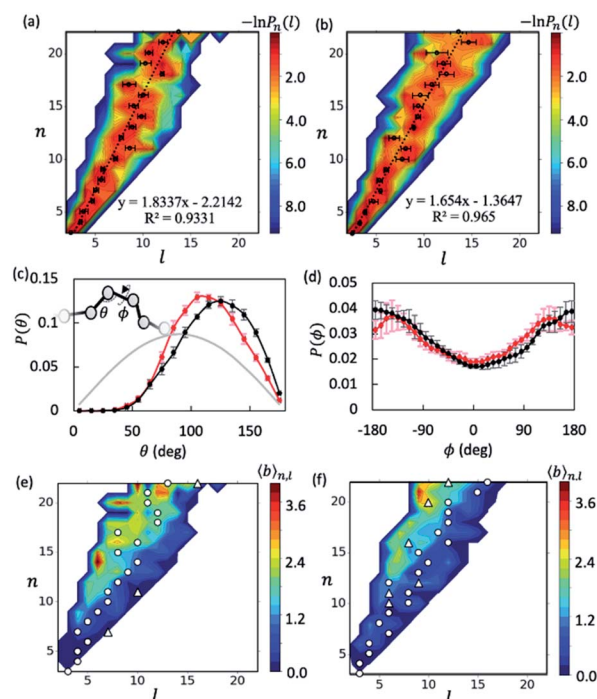 (a) −lnPn(l)
20
15
n
10
5
y = 1.8337x - 2.2142
R² = 0.9331
5 10 15 20
l
2.0
4.0
6.0
8.0
(b) −lnPn(l)
20
15
n
10
5
y = 1.654x - 1.3647
R² = 0.965
5 10 15 20
l
2.0
4.0
6.0
8.0
(c)
0.15
0.10
0.05
0
P(θ)
θ ϕ
0 50 100 150
θ (deg)
(d)
0.05
0.04
0.03
0.02
0.01
0
P(ϕ)
-180 -90 0 90 180
ϕ (deg)
(e) ⟨b⟩n,l
20
15
n
10
5
5 10 15 20
l
3.6
2.4
1.2
0.0
(f) ⟨b⟩n,l
20
15
n
10
5
5 10 15 20
l
3.6
2.4
1.2
0.0